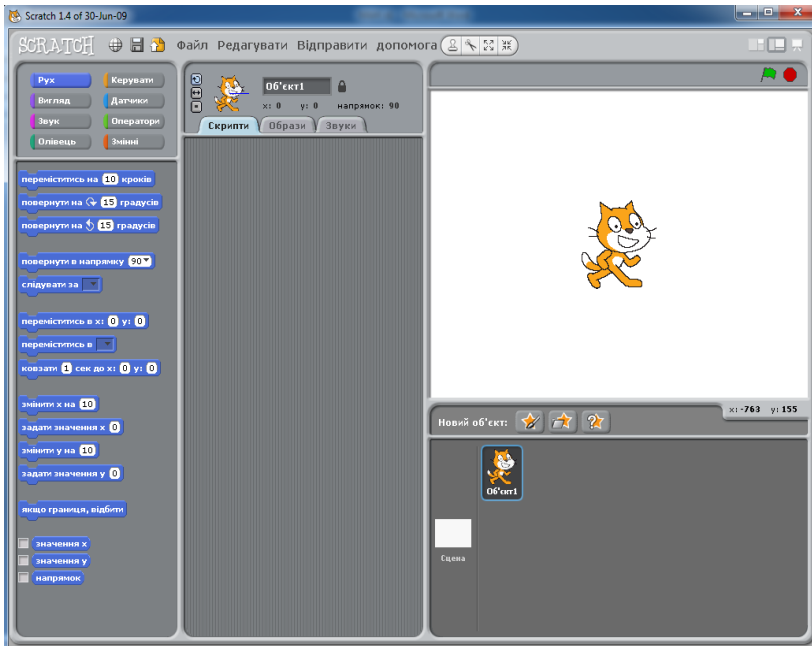 Scratch 1.4 of 30-Jun-09
SCRATCH Файл Редагувати Відправити допомога
Рух Керувати
Вигляд Датчики
Звук Оператори
Олівець Змінні
Об'єкт1
x: 0 y: 0 напрямок: 90
Скрипти Образи Звуки
переміститись на 10 кроків
повернути на 15 градусів
повернути на 15 градусів
повернути в напрямку 90
слідувати за
переміститись в x: 0 y: 0
переміститись в
ковзати 1 сек до x: 0 y: 0
змінити x на 10
задати значення x 0
змінити y на 10
задати значення y 0
якщо границя, відбити
значення x
значення y
напрямок
x: -763 y: 155
Новий об'єкт:
Об'єкт1
Сцена